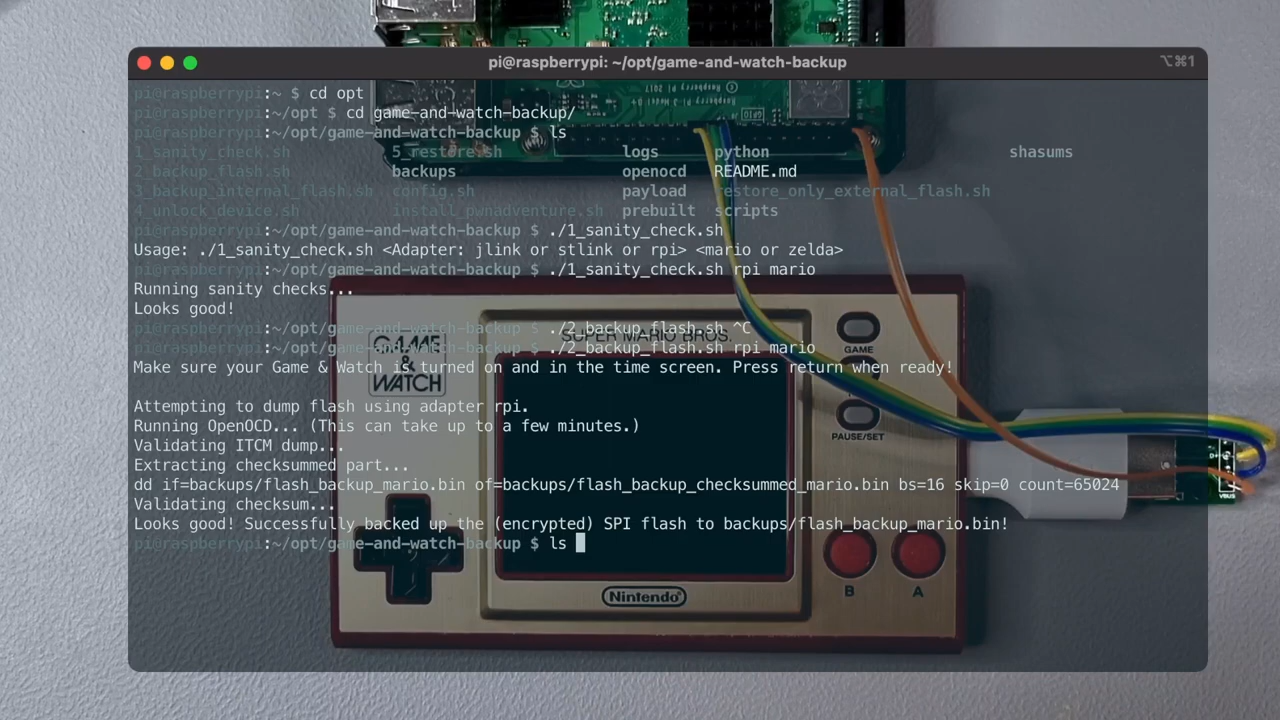 pi@raspberrypi: ~/opt/game-and-watch-backup
⌥⌘1
pi@raspberrypi:~ $ cd opt
pi@raspberrypi:~/opt $ cd game-and-watch-backup/
pi@raspberrypi:~/opt/game-and-watch-backup $ ls
1_sanity_check.sh 5_restore.sh logs python shasums
2_backup_flash.sh backups openocd README.md
3_backup_internal_flash.sh config.sh payload restore_only_external_flash.sh
4_unlock_device.sh install_pwnadventure.sh prebuilt scripts
pi@raspberrypi:~/opt/game-and-watch-backup $ ./1_sanity_check.sh
Usage: ./1_sanity_check.sh <Adapter: jlink or stlink or rpi> <mario or zelda>
pi@raspberrypi:~/opt/game-and-watch-backup $ ./1_sanity_check.sh rpi mario
Running sanity checks...
Looks good!
pi@raspberrypi:~/opt/game-and-watch-backup $ ./2_backup_flash.sh ^C
pi@raspberrypi:~/opt/game-and-watch-backup $ ./2_backup_flash.sh rpi mario
Make sure your Game & Watch is turned on and in the time screen. Press return when ready!
Attempting to dump flash using adapter rpi.
Running OpenOCD... (This can take up to a few minutes.)
Validating ITCM dump...
Extracting checksummed part...
dd if=backups/flash_backup_mario.bin of=backups/flash_backup_checksummed_mario.bin bs=16 skip=0 count=65024
Validating checksum...
Looks good! Successfully backed up the (encrypted) SPI flash to backups/flash_backup_mario.bin!
pi@raspberrypi:~/opt/game-and-watch-backup $ ls
GAME
& WATCH
SUPER MARIO BROS.
GAME
PAUSE/SET
Nintendo
B A
VBUS